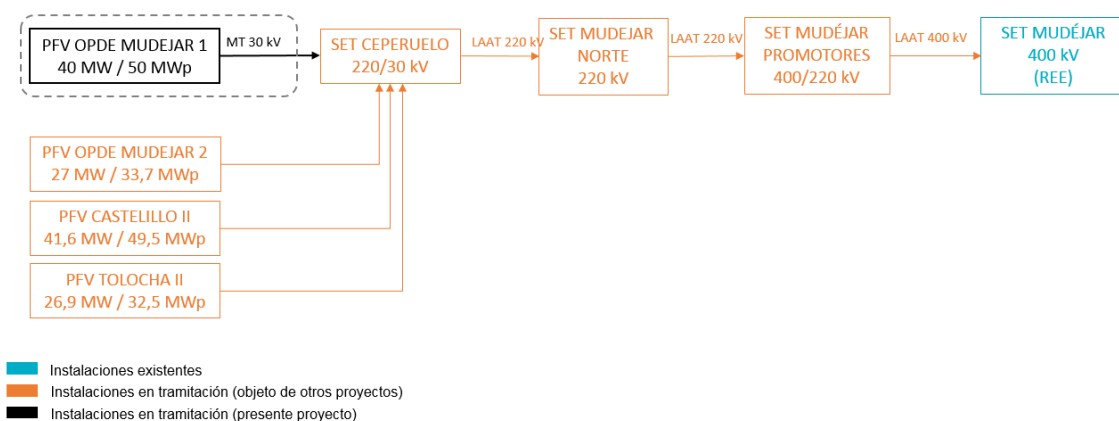 PFV OPDE MUDEJAR 1
40 MW / 50 MWp
MT 30 kV
SET CEPERUELO
220/30 kV
LAAT 220 kV
SET MUDEJAR
NORTE
220 kV
LAAT 220 kV
SET MUDÉJAR
PROMOTORES
400/220 kV
LAAT 400 kV
SET MUDÉJAR
400 kV
(REE)
PFV OPDE MUDEJAR 2
27 MW / 33,7 MWp
PFV CASTELILLO II
41,6 MW / 49,5 MWp
PFV TOLOCHA II
26,9 MW / 32,5 MWp
Instalaciones existentes
Instalaciones en tramitación (objeto de otros proyectos)
Instalaciones en tramitación (presente proyecto)